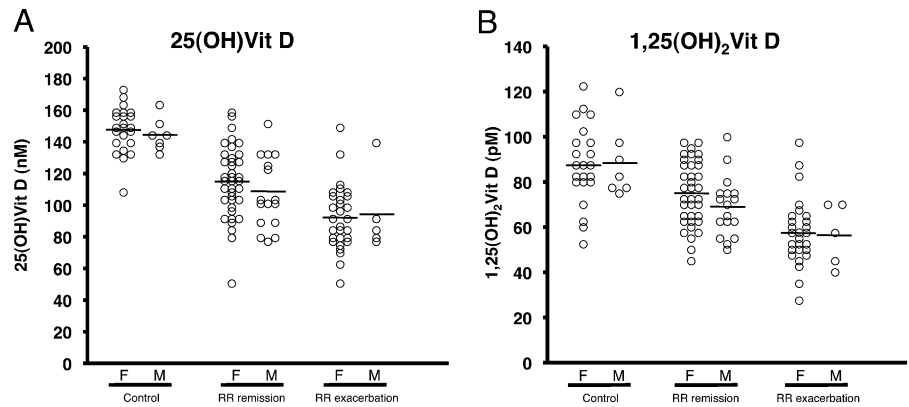 A
25(OH)Vit D
25(OH)Vit D (nM)
200
180
160
140
120
100
80
60
40
20
0
F M F M F M
Control RR remission RR exacerbation
B
1,25(OH)₂Vit D
1,25(OH)₂Vit D (pM)
140
120
100
80
60
40
20
0
F M F M F M
Control RR remission RR exacerbation